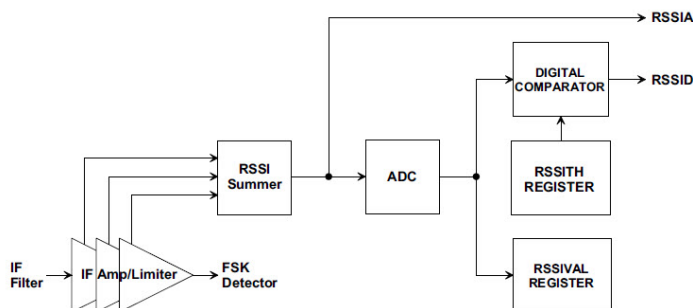 RSSIA
DIGITAL
COMPARATOR
RSSID
RSSI
Summer
ADC
RSSITH
REGISTER
IF
Filter
IF Amp/Limiter
FSK
Detector
RSSIVAL
REGISTER